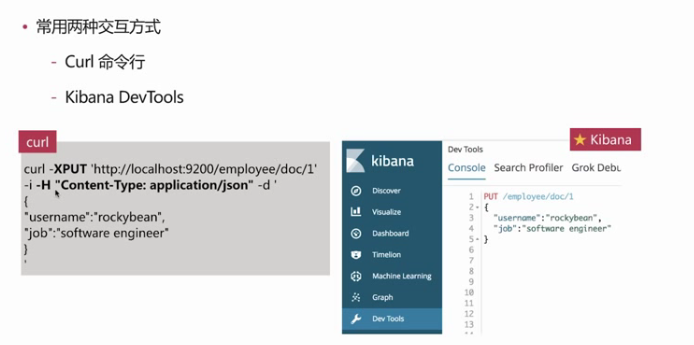 • 常用两种交互方式
- Curl 命令行
- Kibana DevTools
curl
curl -XPUT 'http://localhost:9200/employee/doc/1'
-i -H "Content-Type: application/json" -d '
{
"username":"rockybean",
"job":"software engineer"
}
'
Kibana
kibana
Discover
Visualize
Dashboard
Timelion
Machine Learning
Graph
Dev Tools
Dev Tools
Console Search Profiler Grok Debu
1 PUT /employee/doc/1
2 {
3 "username":"rockybean",
4 "job":"software engineer"
5 }
6
7
8
9
10
11
12
13